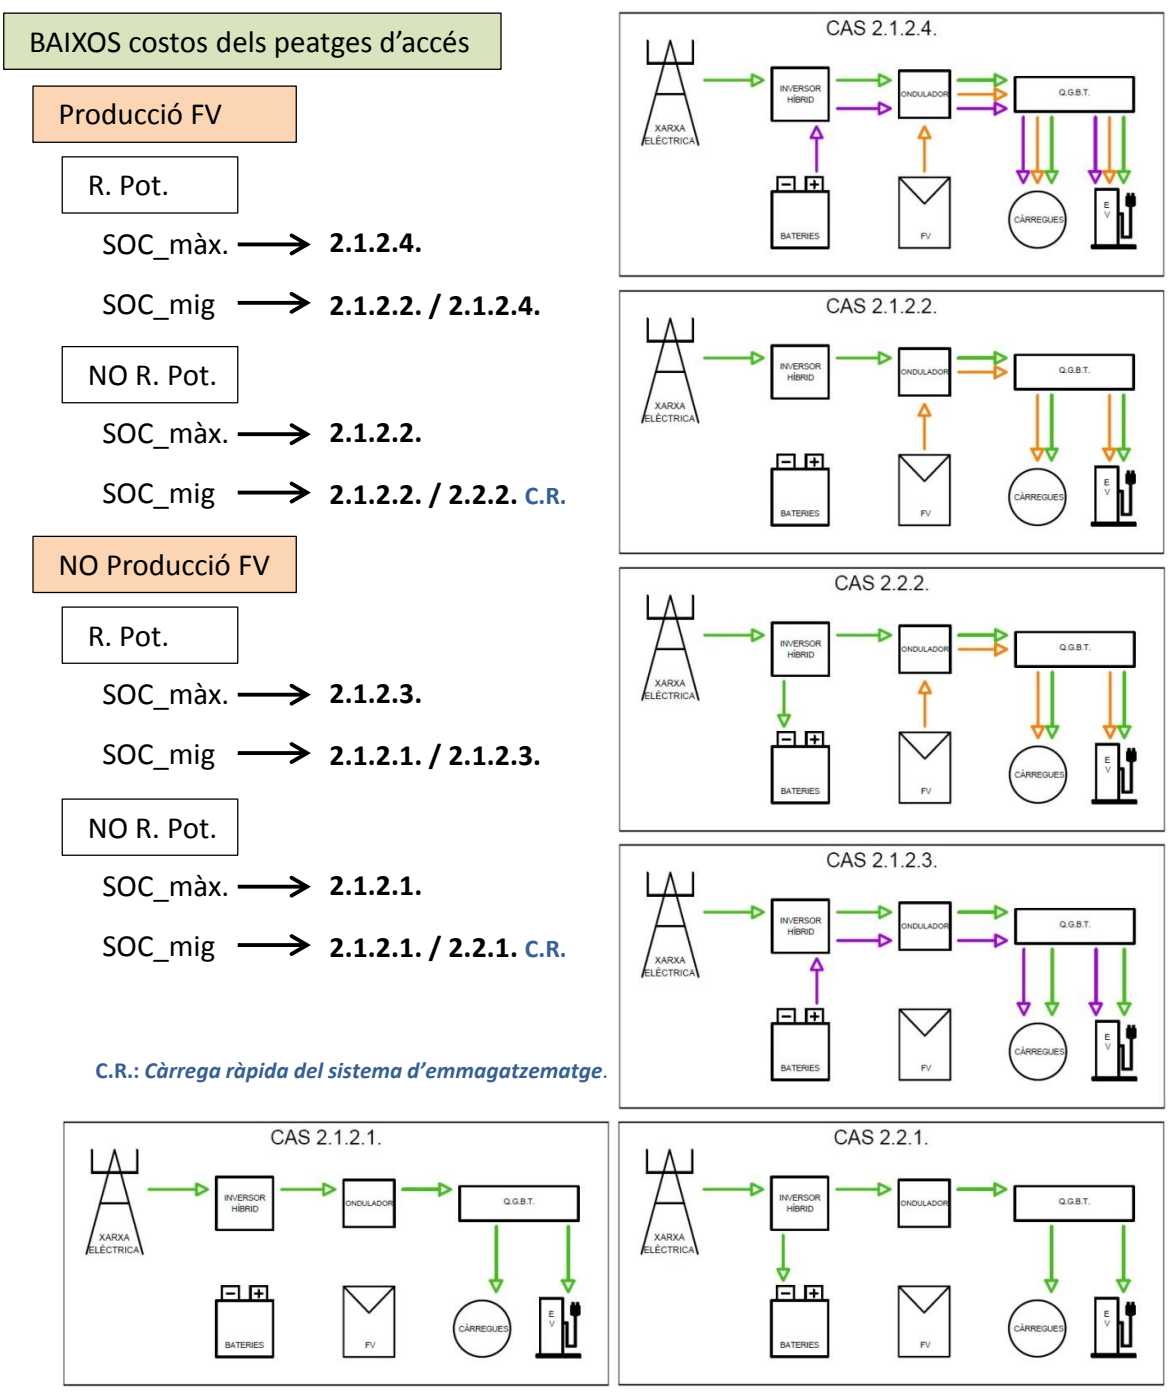 BAIXOS costos dels peatges d'accés
Producció FV
R. Pot.
SOC_màx. 2.1.2.4.
SOC_mig 2.1.2.2. / 2.1.2.4.
NO R. Pot.
SOC_màx. 2.1.2.2.
SOC_mig 2.1.2.2. / 2.2.2. C.R.
NO Producció FV
R. Pot.
SOC_màx. 2.1.2.3.
SOC_mig 2.1.2.1. / 2.1.2.3.
NO R. Pot.
SOC_màx. 2.1.2.1.
SOC_mig 2.1.2.1. / 2.2.1. C.R.
C.R.: Càrrega ràpida del sistema d'emmagatzematge.
CAS 2.1.2.4.
INVERSOR
HÍBRID
ONDULADOR
Q.G.B.T.
XARXA
ELÈCTRICA
BATERIES
FV
CÀRREGUES
E
V
CAS 2.1.2.2.
INVERSOR
HÍBRID
ONDULADOR
Q.G.B.T.
XARXA
ELÈCTRICA
BATERIES
FV
CÀRREGUES
E
V
CAS 2.2.2.
INVERSOR
HÍBRID
ONDULADOR
Q.G.B.T.
XARXA
ELÈCTRICA
BATERIES
FV
CÀRREGUES
E
V
CAS 2.1.2.3.
INVERSOR
HÍBRID
ONDULADOR
Q.G.B.T.
XARXA
ELÈCTRICA
BATERIES
FV
CÀRREGUES
E
V
CAS 2.1.2.1.
INVERSOR
HÍBRID
ONDULADOR
Q.G.B.T.
XARXA
ELÈCTRICA
BATERIES
FV
CÀRREGUES
E
V
CAS 2.2.1.
INVERSOR
HÍBRID
ONDULADOR
Q.G.B.T.
XARXA
ELÈCTRICA
BATERIES
FV
CÀRREGUES
E
V